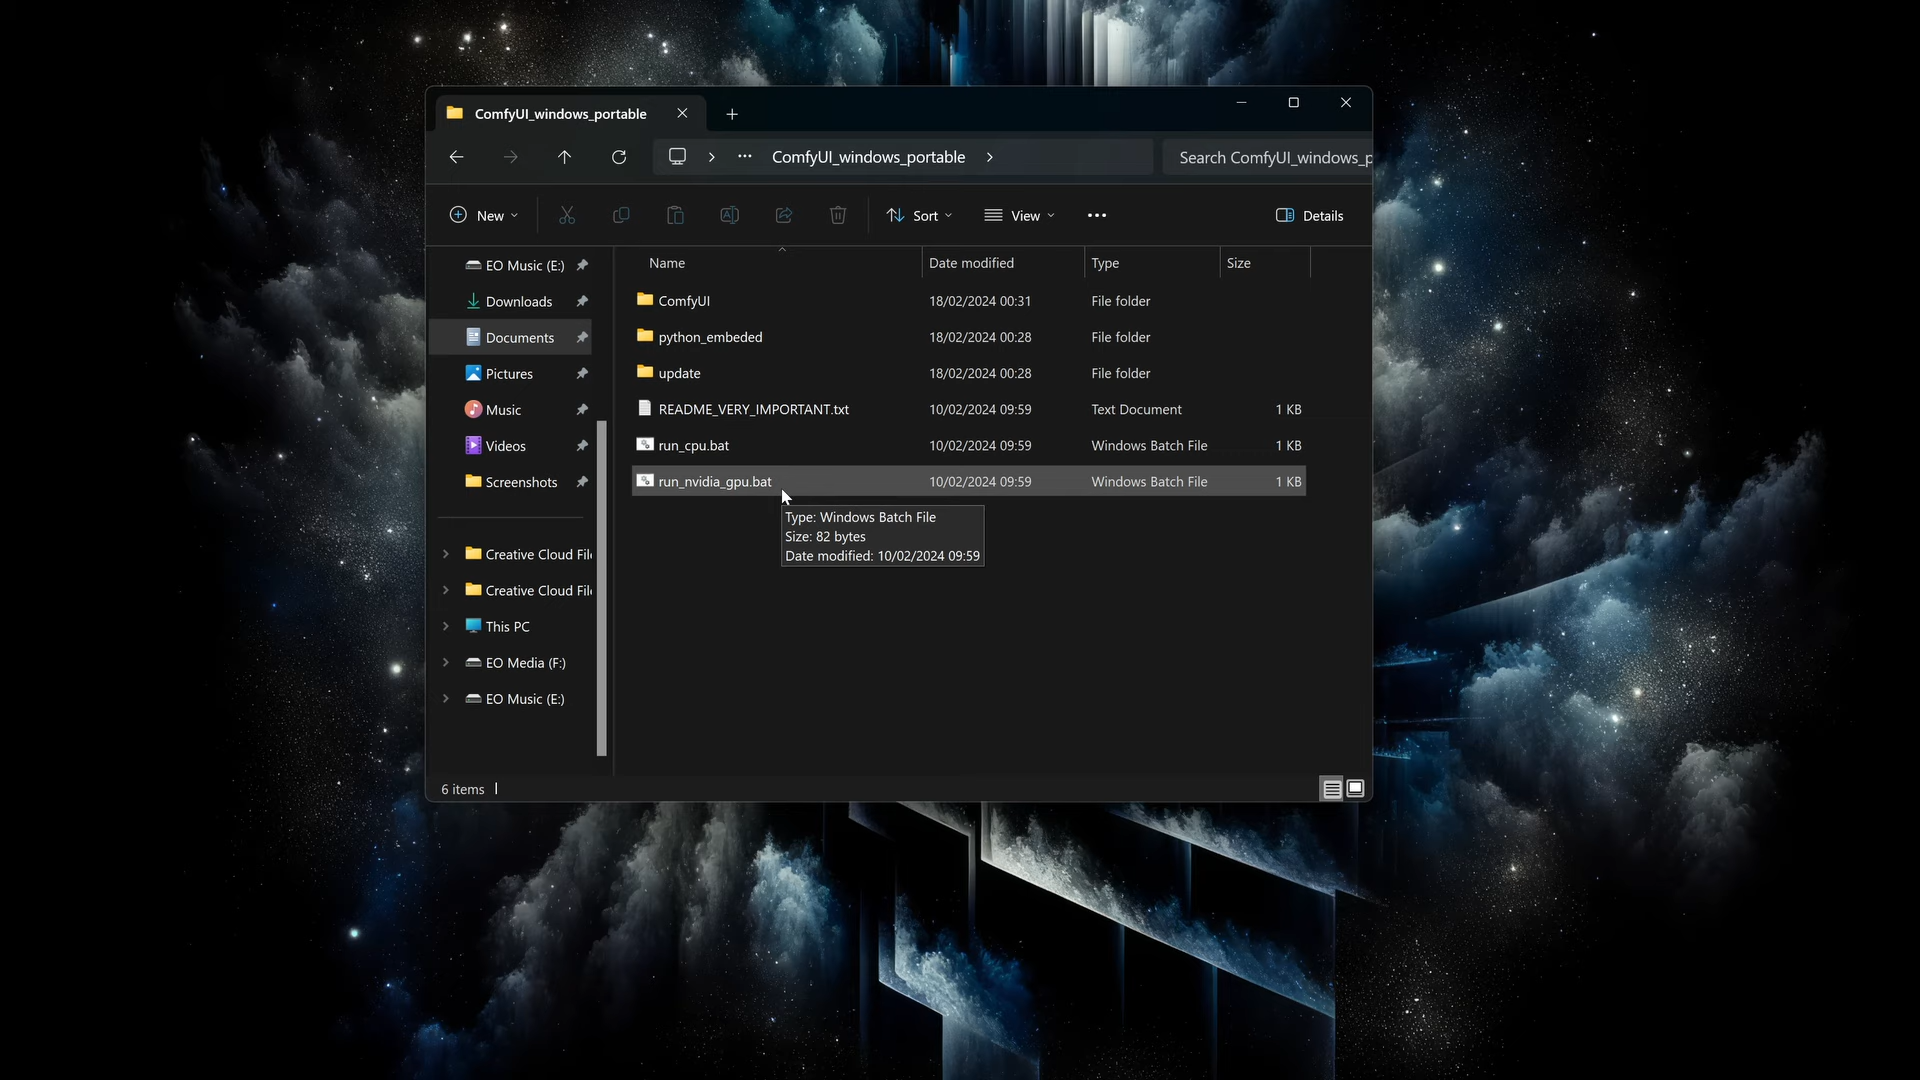 ComfyUI_windows_portable
ComfyUI_windows_portable
Search ComfyUI_windows_p
New
Sort
View
Details
Name Date modified Type Size
EO Music (E:)
Downloads
Documents
Pictures
Music
Videos
Screenshots
Creative Cloud File
Creative Cloud File
This PC
EO Media (F:)
EO Music (E:)
ComfyUI 18/02/2024 00:31 File folder
python_embeded 18/02/2024 00:28 File folder
update 18/02/2024 00:28 File folder
README_VERY_IMPORTANT.txt 10/02/2024 09:59 Text Document 1 KB
run_cpu.bat 10/02/2024 09:59 Windows Batch File 1 KB
run_nvidia_gpu.bat 10/02/2024 09:59 Windows Batch File 1 KB
Type: Windows Batch File
Size: 82 bytes
Date modified: 10/02/2024 09:59
6 items